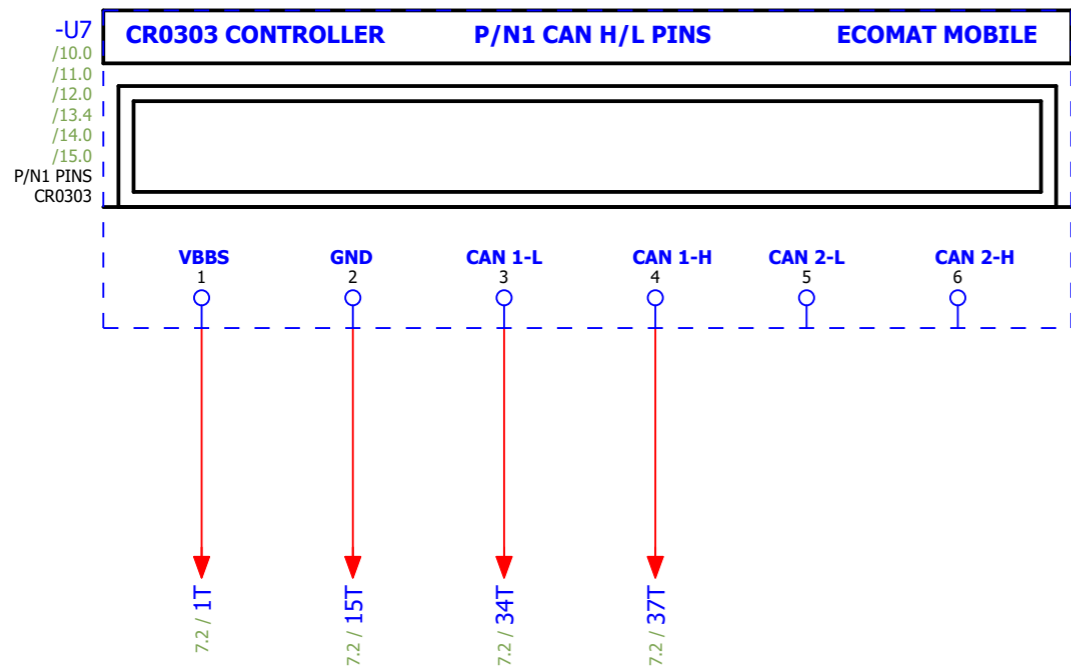 -U7
/10.0
/11.0
/12.0
/13.4
/14.0
/15.0
P/N1 PINS
CR0303
CR0303 CONTROLLER P/N1 CAN H/L PINS ECOMAT MOBILE
VBBS GND CAN 1-L CAN 1-H CAN 2-L CAN 2-H
1 2 3 4 5 6
7.2 / 1T
7.2 / 15T
7.2 / 34T
7.2 / 37T